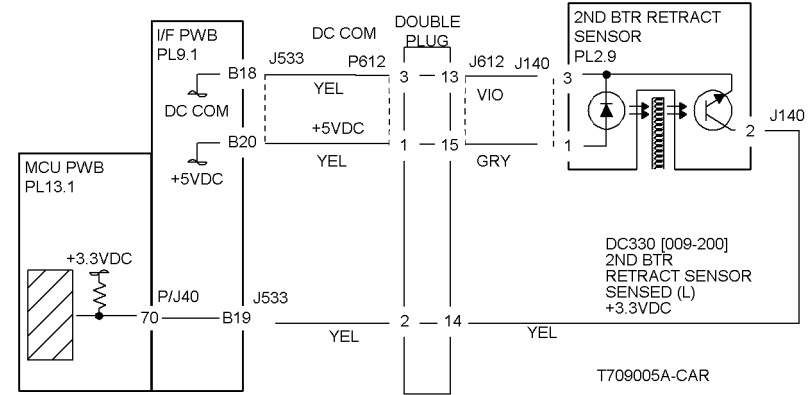 I/F PWB
PL9.1
DC COM
DOUBLE
PLUG
2ND BTR RETRACT
SENSOR
PL2.9
B18
J533
P612
J612
J140
3
13
3
YEL
VIO
DC COM
J140
2
B20
+5VDC
1
15
1
+5VDC
YEL
GRY
MCU PWB
PL13.1
+3.3VDC
DC330 [009-200]
2ND BTR
RETRACT SENSOR
SENSED (L)
+3.3VDC
P/J40
J533
70
B19
YEL
2
14
YEL
T709005A-CAR